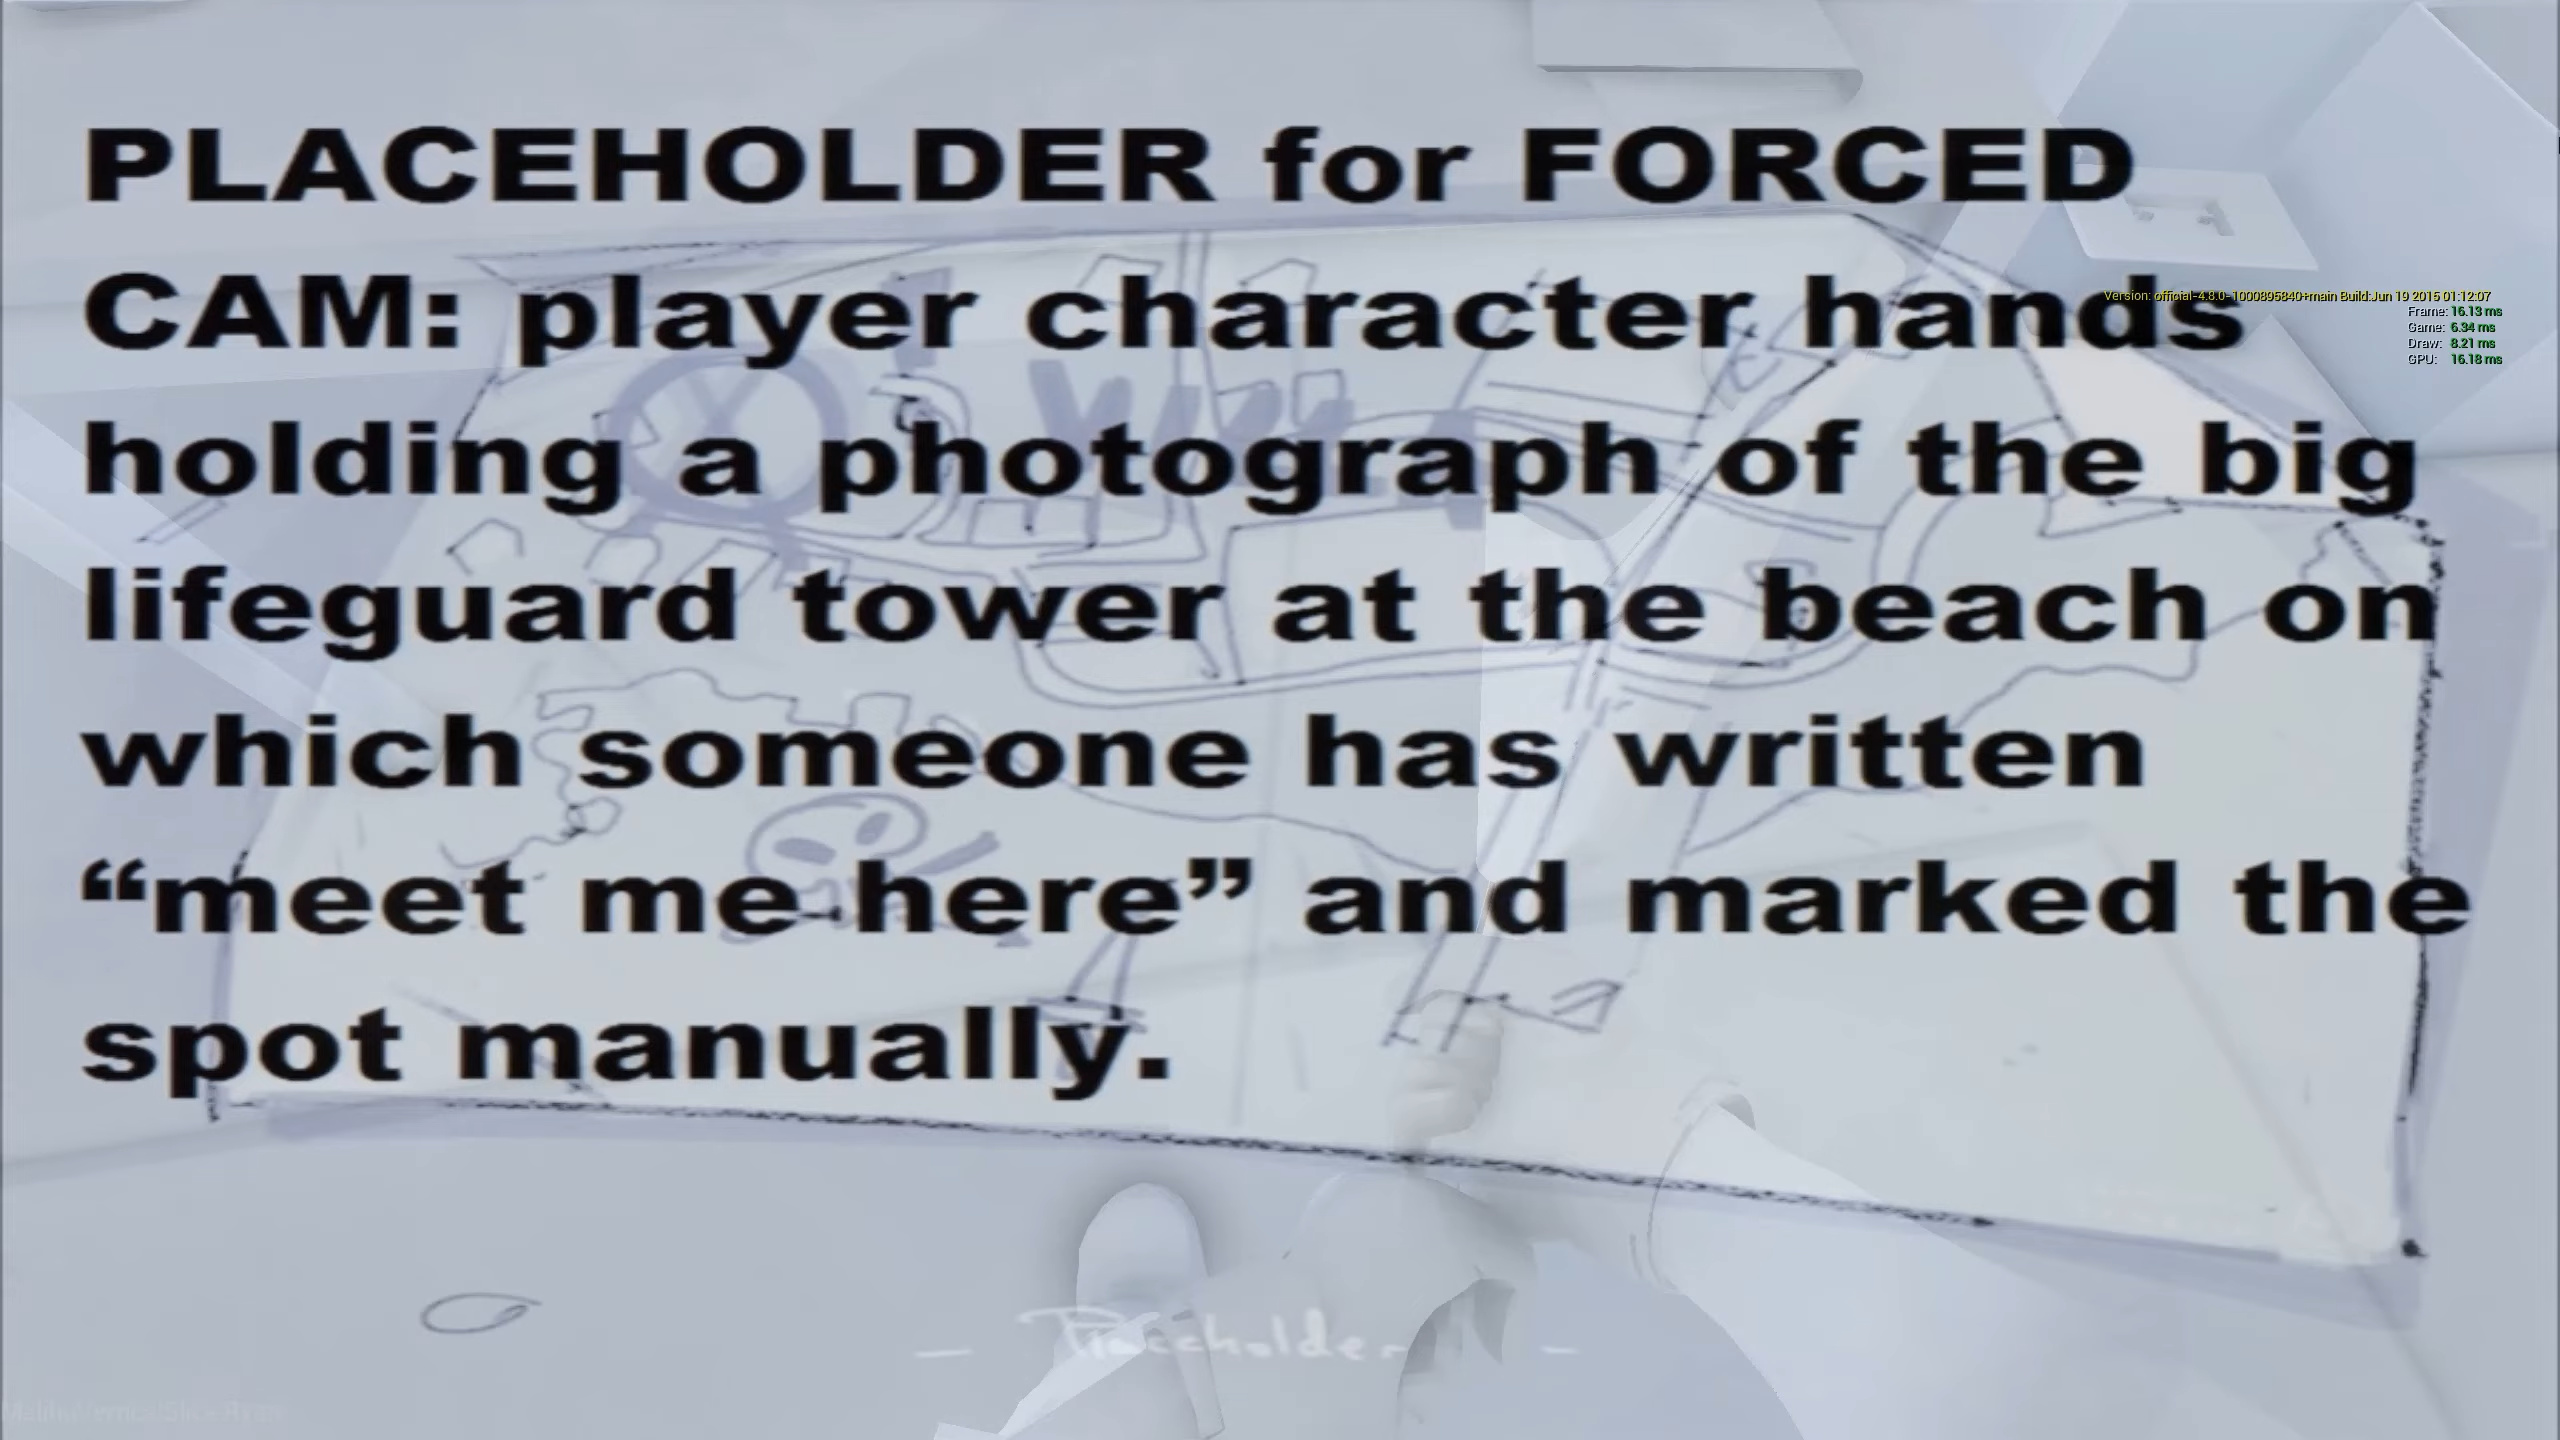 PLACEHOLDER for FORCED
CAM: player character hands
holding a photograph of the big
lifeguard tower at the beach on
which someone has written
“meet me here” and marked the
spot manually.
Version: official-4.8.0-1000895840+main Build:Jun 19 2015 01:12:07
Frame: 16.13 ms
Game: 6.34 ms
Draw: 8.21 ms
GPU: 16.18 ms
— Placeholder —